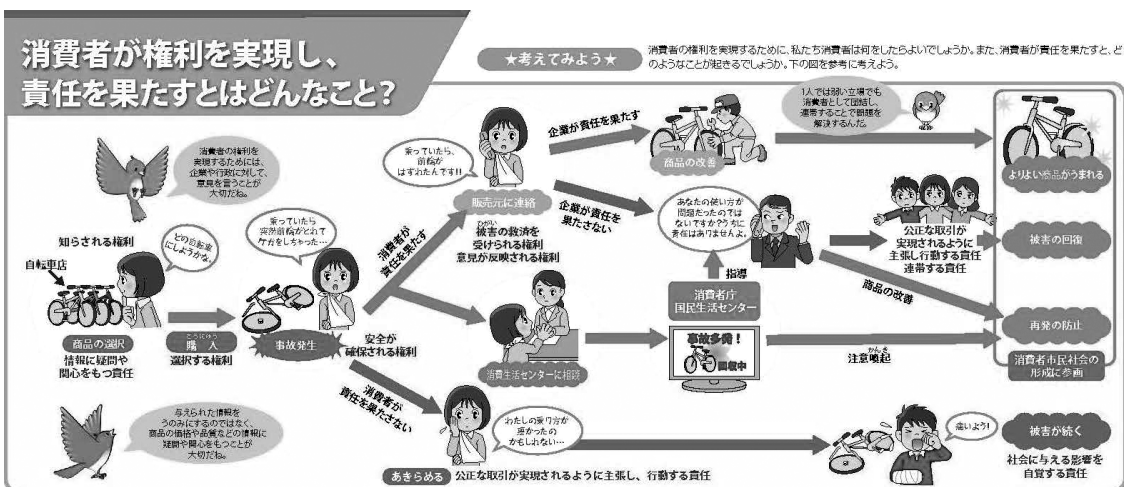 消費者が権利を実現し、
責任を果たすとはどんなこと?
★考えてみよう★
消費者の権利を実現するために、私たち消費者は何をしたらよいでしょうか。また、消費者が責任を果たすと、ど
のようなことが起きるでしょうか。下の図を参考に考えよう。
消費者の権利を
実現するためには、
企業や行政に対して、
意見を言うことが
大切だね。
知らされる権利
自転車店
どの自転車
にしようかな。
商品の選択
情報に疑問や
関心をもつ責任
こうにゅう
購入
選択する権利
乗っていたら
突然前輪がとれて
ケガをしちゃった…
事故発生
安全が
確保される権利
消費者が
責任を果たす
乗っていたら、
前輪が
はずれたんです!!
販売元に連絡
ひがい
被害の救済を
受けられる権利
意見が反映される権利
企業が責任を果たす
商品の改善
1人では弱い立場でも
消費者として団結し、
連帯することで問題を
解決するんだ。
よりよい商品がうまれる
企業が責任を
果たさない
あなたの使い方が
問題だったのでは
ないですか?うちに
責任はありませんよ。
公正な取引が
実現されるように
主張し行動する責任
連帯する責任
被害の回復
指導
消費者庁
国民生活センター
商品の改善
消費生活センターに相談
事故多発!
回収中
かんき
注意喚起
再発の防止
消費者市民社会の
形成に参画
消費者が
責任を果たさない
与えられた情報を
うのみにするのではなく、
商品の価格や品質などの情報に
疑問や関心をもつことが
大切だね。
わたしの乗り方が
悪かったの
かもしれない…
あきらめる
公正な取引が実現されるように主張し、行動する責任
痛いよう!
被害が続く
社会に与える影響を
自覚する責任